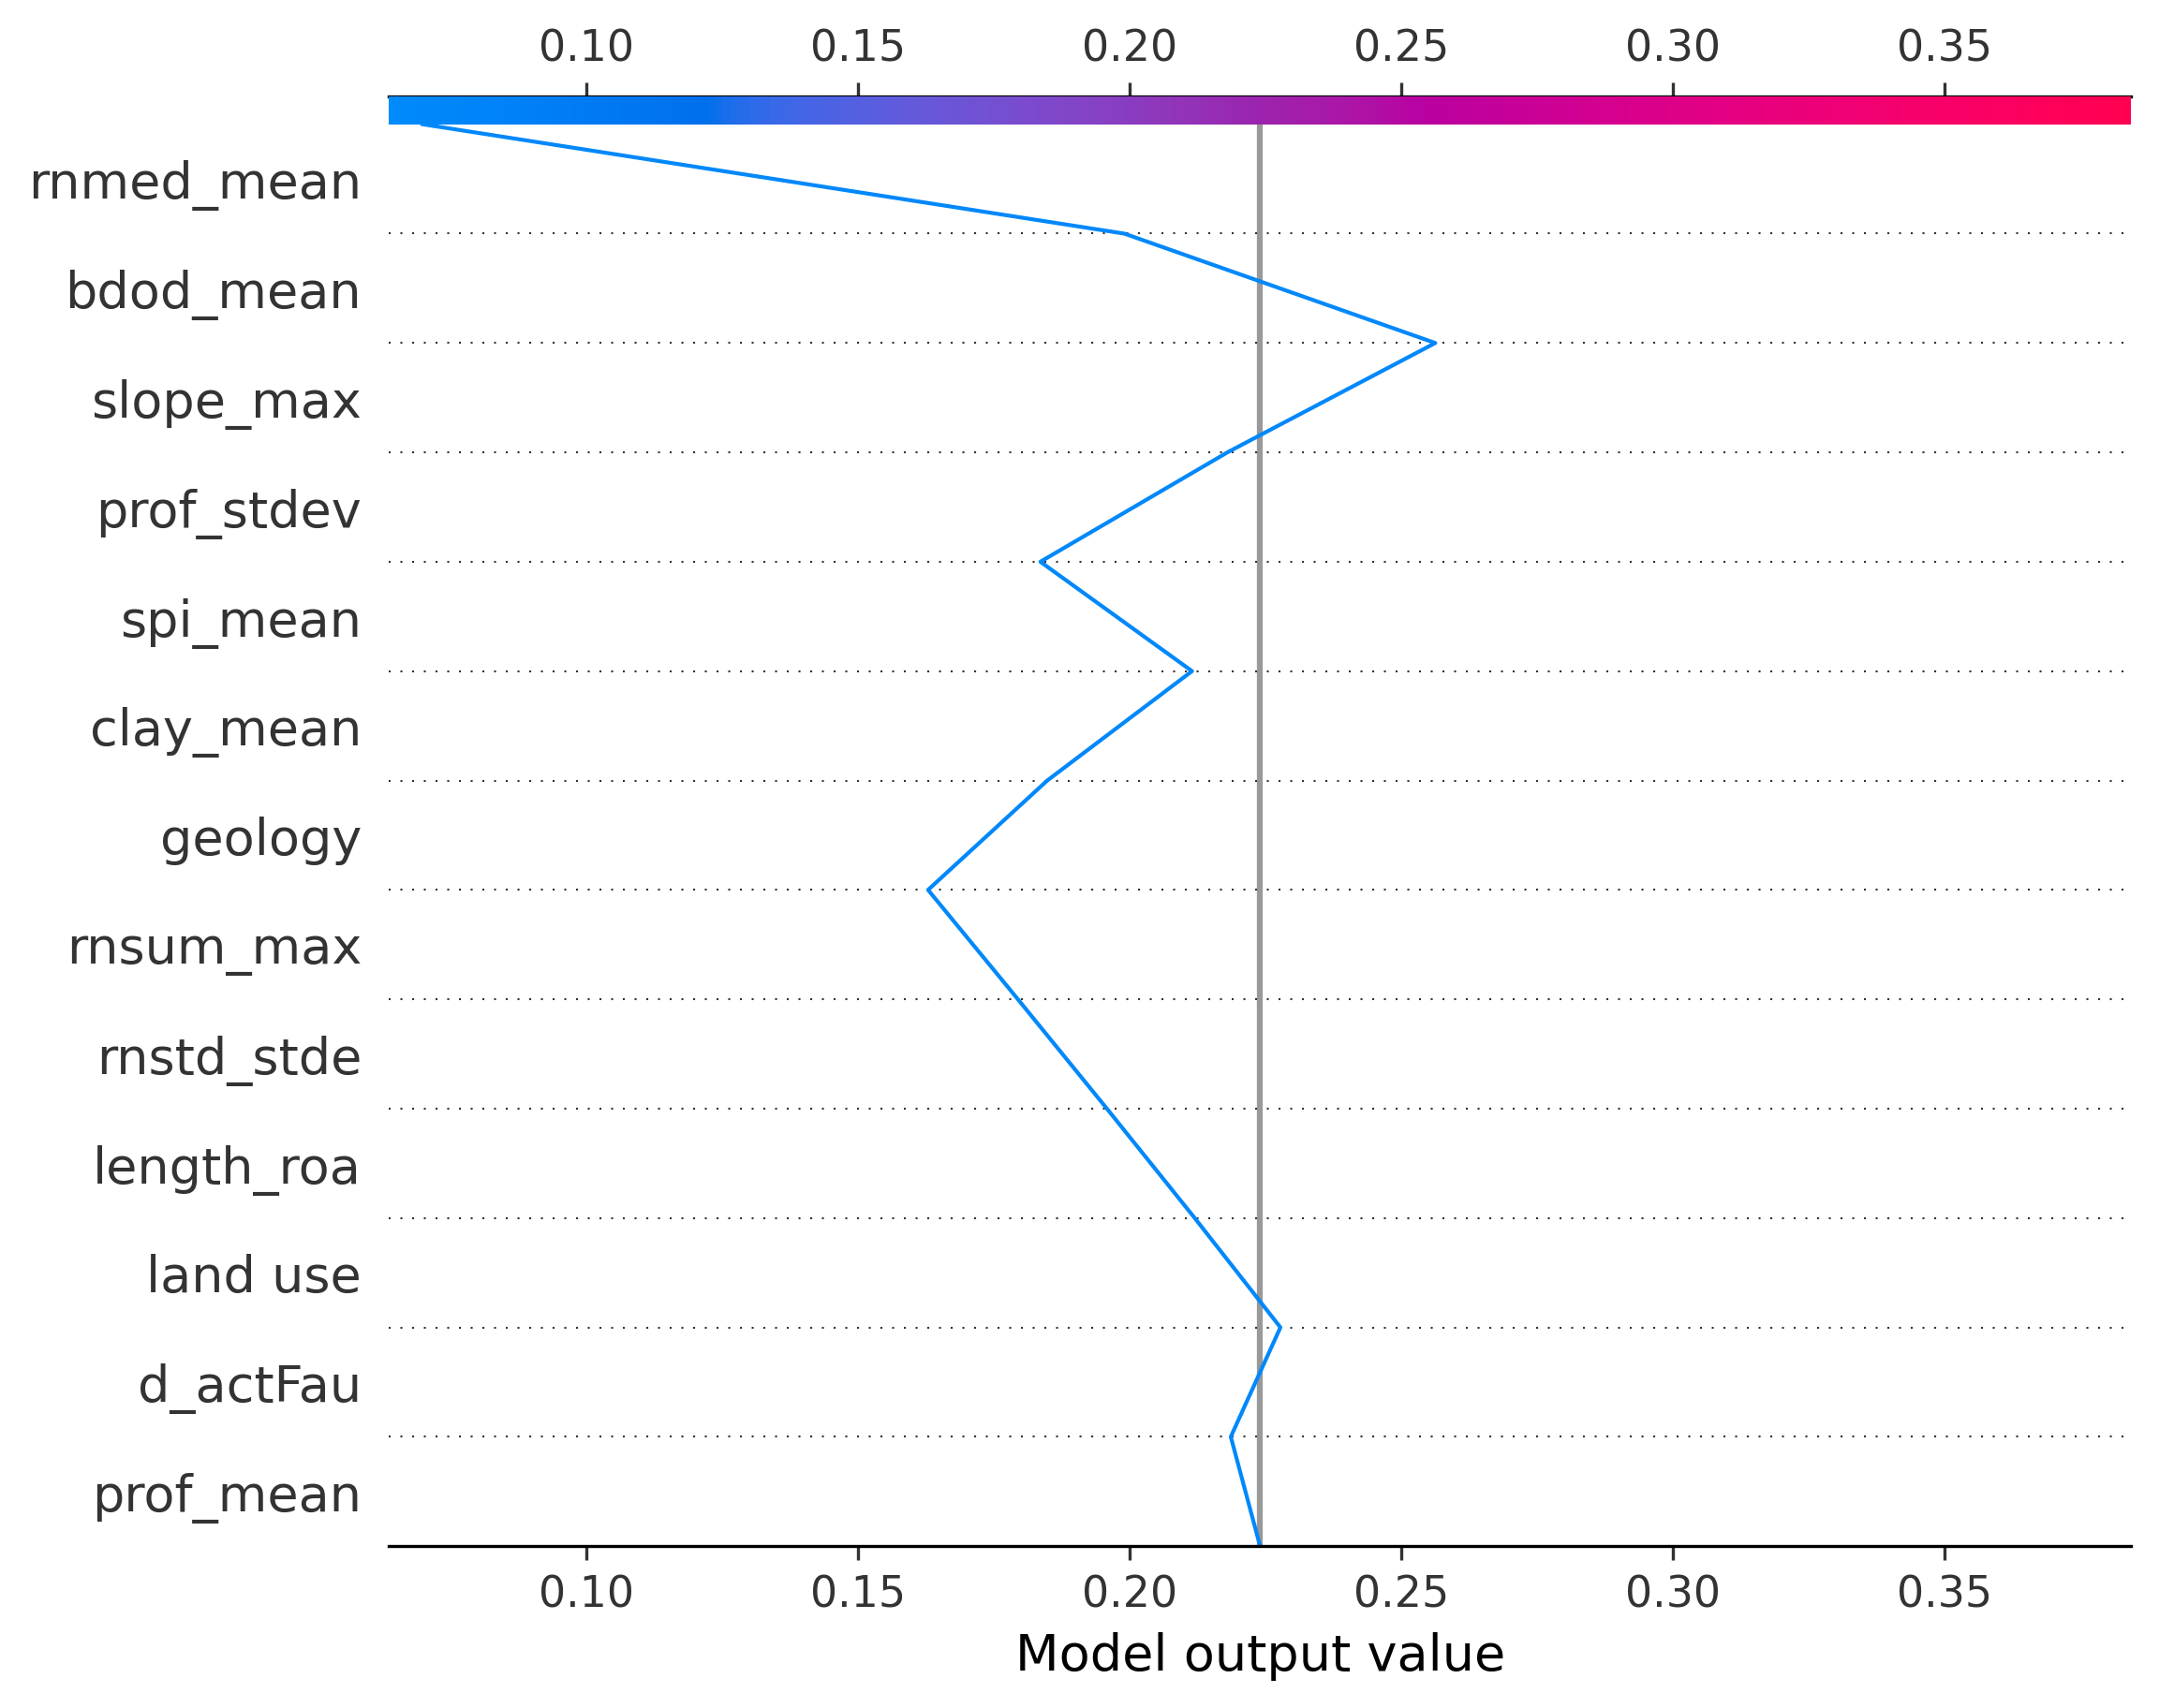 0.10 0.15 0.20 0.25 0.30 0.35
rnmed_mean
bdod_mean
slope_max
prof_stdev
spi_mean
clay_mean
geology
rnsum_max
rnstd_stde
length_roa
land use
d_actFau
prof_mean
0.10 0.15 0.20 0.25 0.30 0.35
Model output value